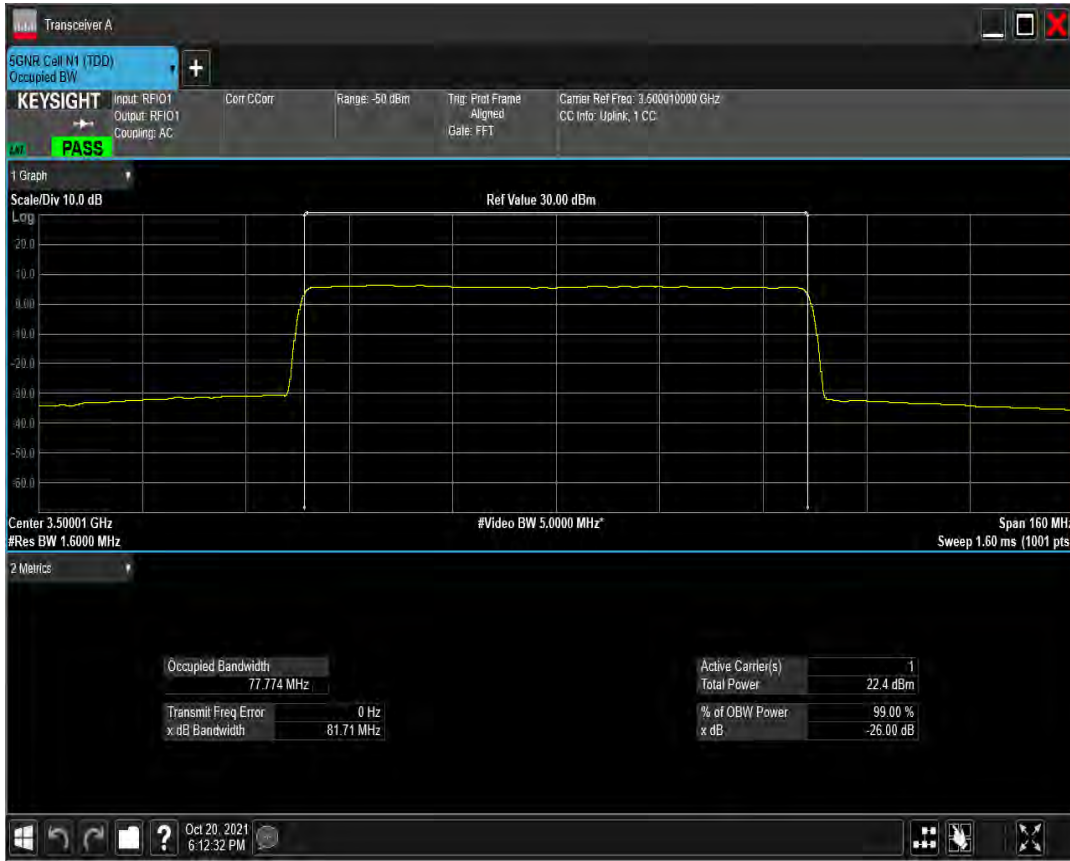 Transceiver A
5GNR Cell N1 (TDD)
Occupied BW
+
KEYSIGHT
Input: RFIO1
Output: RFIO1
Coupling: AC
Corr CCorr
Range: -50 dBm
Trig: Prot Frame
Aligned
Gate: FFT
Carrier Ref Freq: 3.500010000 GHz
CC Info: Uplink, 1 CC
PASS
1 Graph
Scale/Div 10.0 dB
Ref Value 30.00 dBm
Log
20.0
10.0
0.00
-10.0
-20.0
-30.0
-40.0
-50.0
-60.0
Center 3.50001 GHz
#Video BW 5.0000 MHz*
Span 160 MHz
#Res BW 1.6000 MHz
Sweep 1.60 ms (1001 pts
2 Metrics
Occupied Bandwidth
77.774 MHz
Transmit Freq Error 0 Hz
x dB Bandwidth 81.71 MHz
Active Carrier(s) 1
Total Power 22.4 dBm
% of OBW Power 99.00 %
x dB -26.00 dB
?
Oct 20, 2021
6:12:32 PM